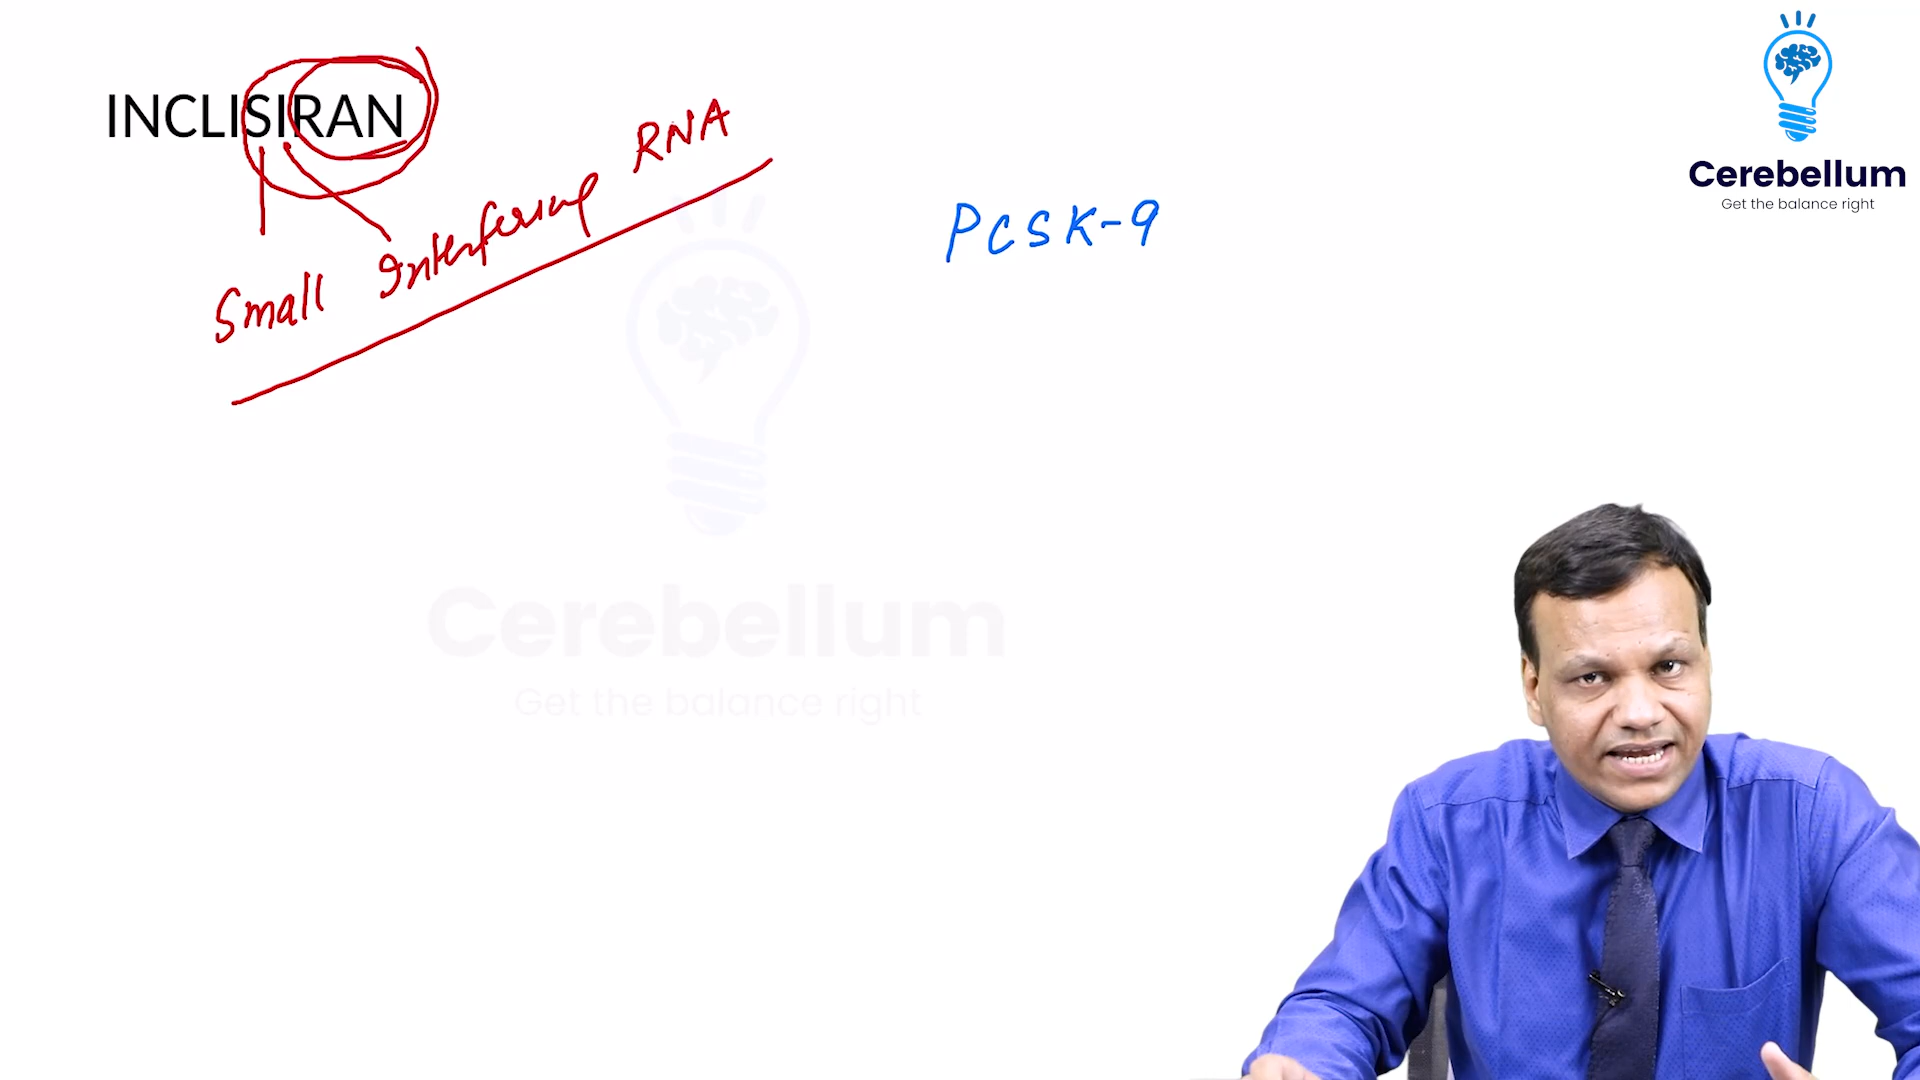 INCLISIRAN
Small Interfering RNA
PCSK-9
Cerebellum
Get the balance right
Cerebellum
Get the balance right